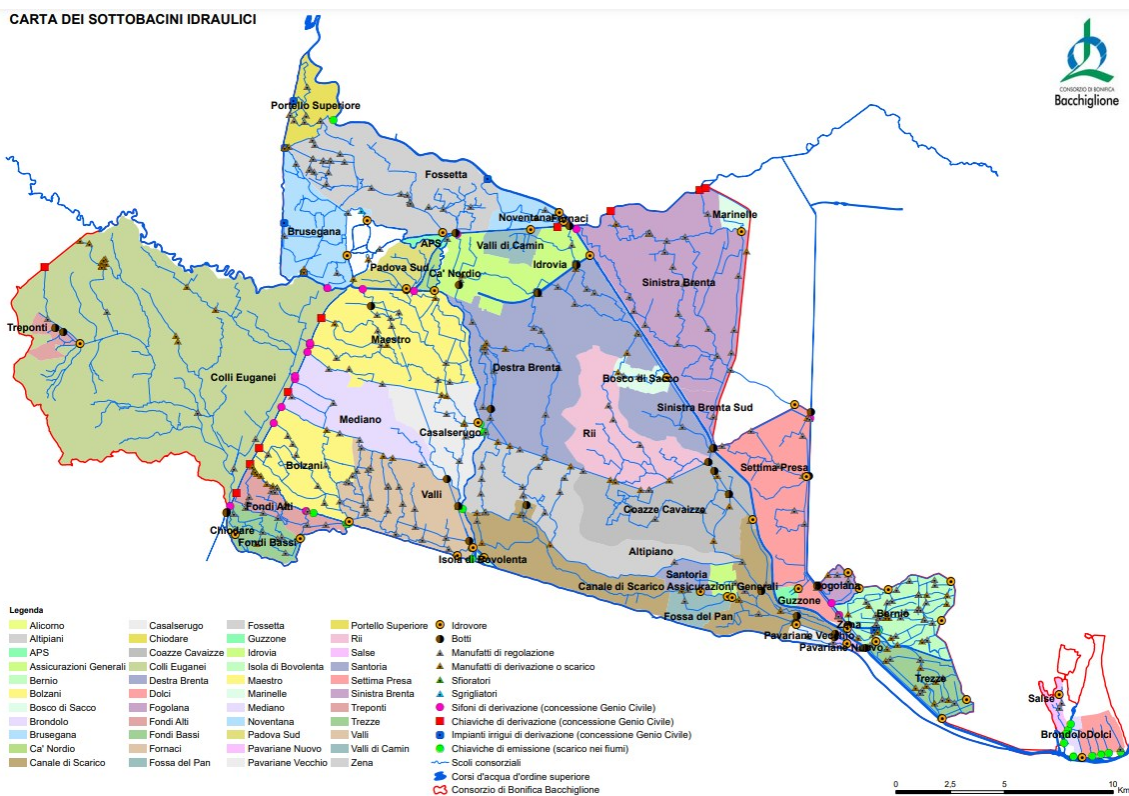 CARTA DEI SOTTOBACINI IDRAULICI
CONSORZIO DI BONIFICA
Bacchiglione
Portello Superiore
Fossetta
Marinelle
Noventana
Fornaci
Brusegana
APS
Valli di Camin
Idrovia
Padova Sud
Ca' Nordio
Sinistra Brenta
Treponti
Maestro
Colli Euganei
Destra Brenta
Bosco di Sacco
Sinistra Brenta Sud
Mediano
Casalserugo
Rii
Bolzani
Settima Presa
Valli
Fondi Alti
Coazze Cavaizze
Chiodare
Fondi Bassi
Altipiano
Isola di Bovolenta
Santoria
Canale di Scarico
Assicurazioni Generali
Fogolana
Guzzone
Fossa del Pan
Bernio
Zena
Pavariane Vecchio
Pavariane Nuovo
Trezze
Salse
Brondolo
Dolci
Legenda
Alicorno
Altipiani
APS
Assicurazioni Generali
Bernio
Bolzani
Bosco di Sacco
Brondolo
Brusegana
Ca' Nordio
Canale di Scarico
Casalserugo
Chiodare
Coazze Cavaizze
Colli Euganei
Destra Brenta
Dolci
Fogolana
Fondi Alti
Fondi Bassi
Fornaci
Fossa del Pan
Fossetta
Guzzone
Idrovia
Isola di Bovolenta
Maestro
Marinelle
Mediano
Noventana
Padova Sud
Pavariane Nuovo
Pavariane Vecchio
Portello Superiore
Rii
Salse
Santoria
Settima Presa
Sinistra Brenta
Treponti
Trezze
Valli
Valli di Camin
Zena
Idrovore
Botti
Manufatti di regolazione
Manufatti di derivazione o scarico
Sfioratori
Sgrigliatori
Sifoni di derivazione (concessione Genio Civile)
Chiaviche di derivazione (concessione Genio Civile)
Impianti irrigui di derivazione (concessione Genio Civile)
Chiaviche di emissione (scarico nei fiumi)
Scoli consorziali
Corsi d'acqua d'ordine superiore
Consorzio di Bonifica Bacchiglione
0 2,5 5 10
Km